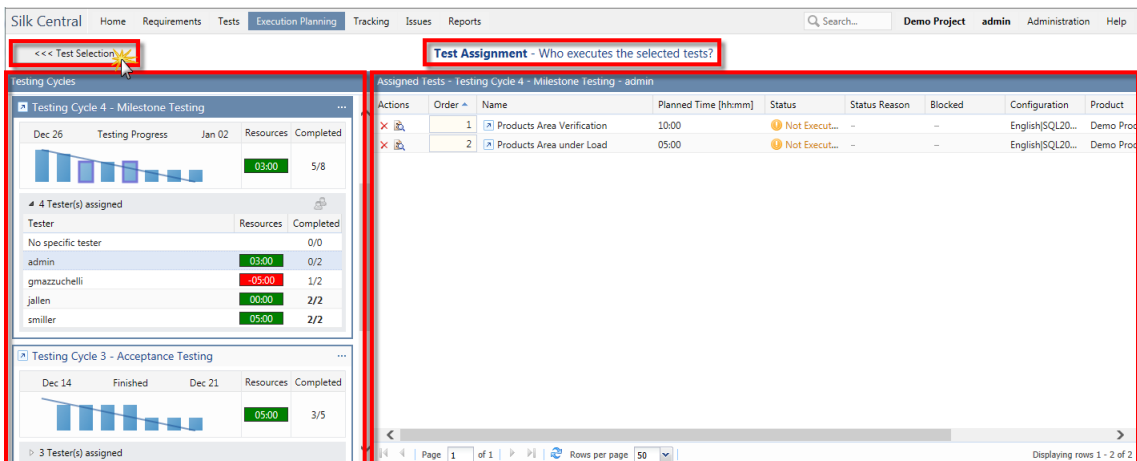 Silk Central Home Requirements Tests Execution Planning Tracking Issues Reports Search... Demo Project admin Administration Help
<<< Test Selection
Test Assignment - Who executes the selected tests?
Testing Cycles
Testing Cycle 4 - Milestone Testing ...
Dec 26 Testing Progress Jan 02 Resources Completed
03:00 5/8
4 Tester(s) assigned
Tester Resources Completed
No specific tester 0/0
admin 03:00 0/2
gmazzuchelli -05:00 1/2
jallen 00:00 2/2
smiller 05:00 2/2
Testing Cycle 3 - Acceptance Testing ...
Dec 14 Finished Dec 21 Resources Completed
05:00 3/5
3 Tester(s) assigned
Assigned Tests - Testing Cycle 4 - Milestone Testing - admin
Actions Order Name Planned Time [hh:mm] Status Status Reason Blocked Configuration Product
1 Products Area Verification 10:00 Not Execut... – – English|SQL20... Demo Prod
2 Products Area under Load 05:00 Not Execut... – – English|SQL20... Demo Prod
Page 1 of 1 Rows per page 50 Displaying rows 1 - 2 of 2